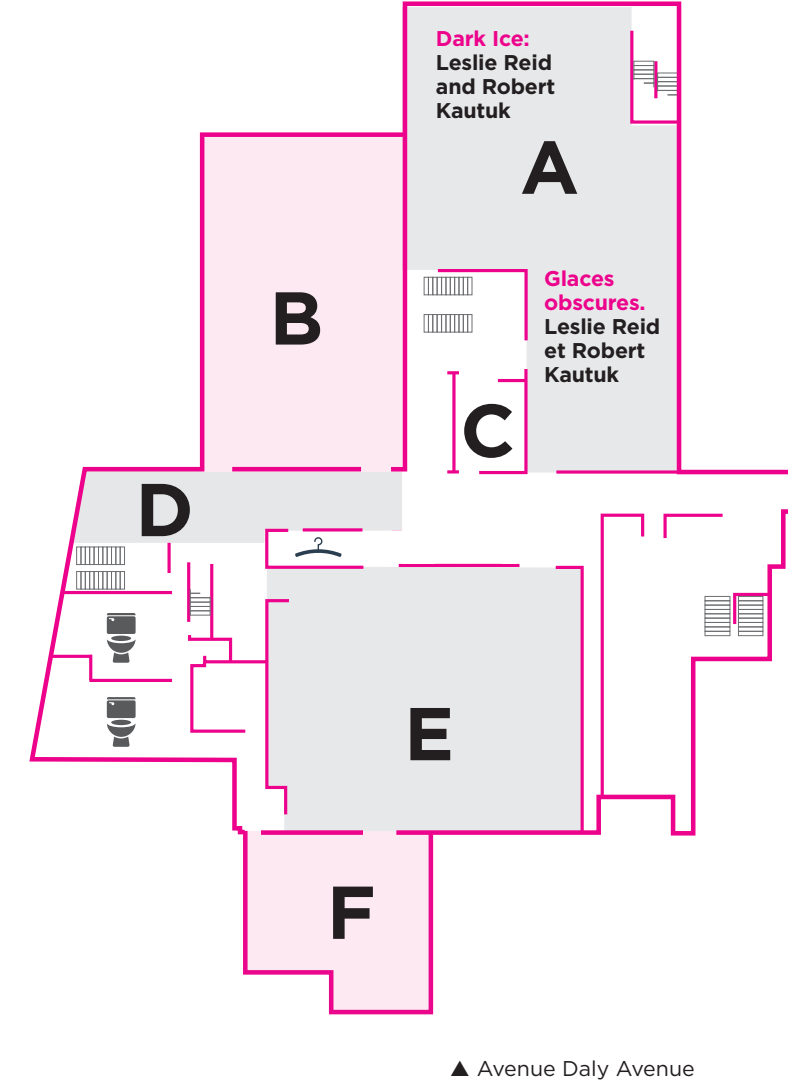 Dark Ice:
Leslie Reid
and Robert
Kautuk
A
B
Glaces
obscures.
Leslie Reid
et Robert
Kautuk
C
D
E
F
▲ Avenue Daly Avenue